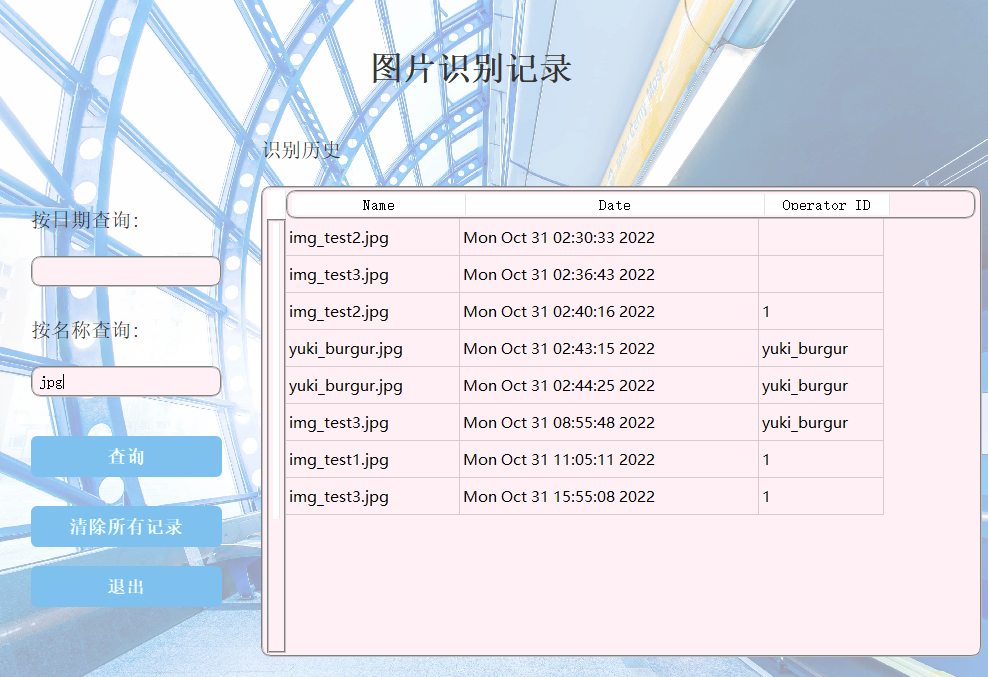 图片识别记录
识别历史
按日期查询：
按名称查询：
jpg
查询
清除所有记录
退出
Name Date Operator ID
img_test2.jpg Mon Oct 31 02:30:33 2022
img_test3.jpg Mon Oct 31 02:36:43 2022
img_test2.jpg Mon Oct 31 02:40:16 2022 1
yuki_burgur.jpg Mon Oct 31 02:43:15 2022 yuki_burgur
yuki_burgur.jpg Mon Oct 31 02:44:25 2022 yuki_burgur
img_test3.jpg Mon Oct 31 08:55:48 2022 yuki_burgur
img_test1.jpg Mon Oct 31 11:05:11 2022 1
img_test3.jpg Mon Oct 31 15:55:08 2022 1